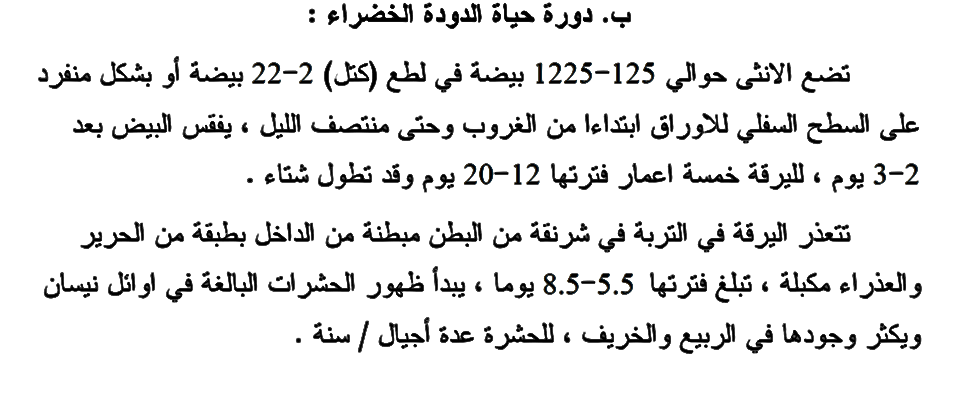 ب. دورة حياة الدودة الخضراء :
تضع الانثى حوالي 125-1225 بيضة في لطع (كتل) 2-22 بيضة أو بشكل منفرد
على السطح السفلي للاوراق ابتداءا من الغروب وحتى منتصف الليل ، يفقس البيض بعد
2-3 يوم ، لليرقة خمسة اعمار فترتها 12-20 يوم وقد تطول شتاء .
تتعذر اليرقة في التربة في شرنقة من البطن مبطنة من الداخل بطبقة من الحرير
والعذراء مكبلة ، تبلغ فترتها 5.5-8.5 يوما ، يبدأ ظهور الحشرات البالغة في اوائل نيسان
ويكثر وجودها في الربيع والخريف ، للحشرة عدة أجيال / سنة .